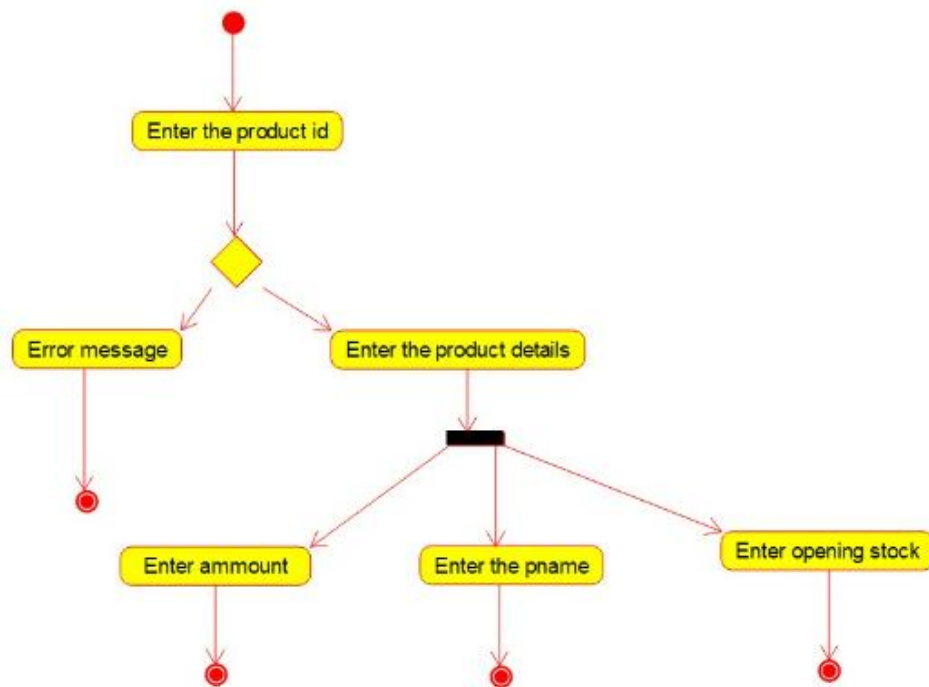 Enter the product id
Error message
Enter the product details
Enter ammount
Enter the pname
Enter opening stock